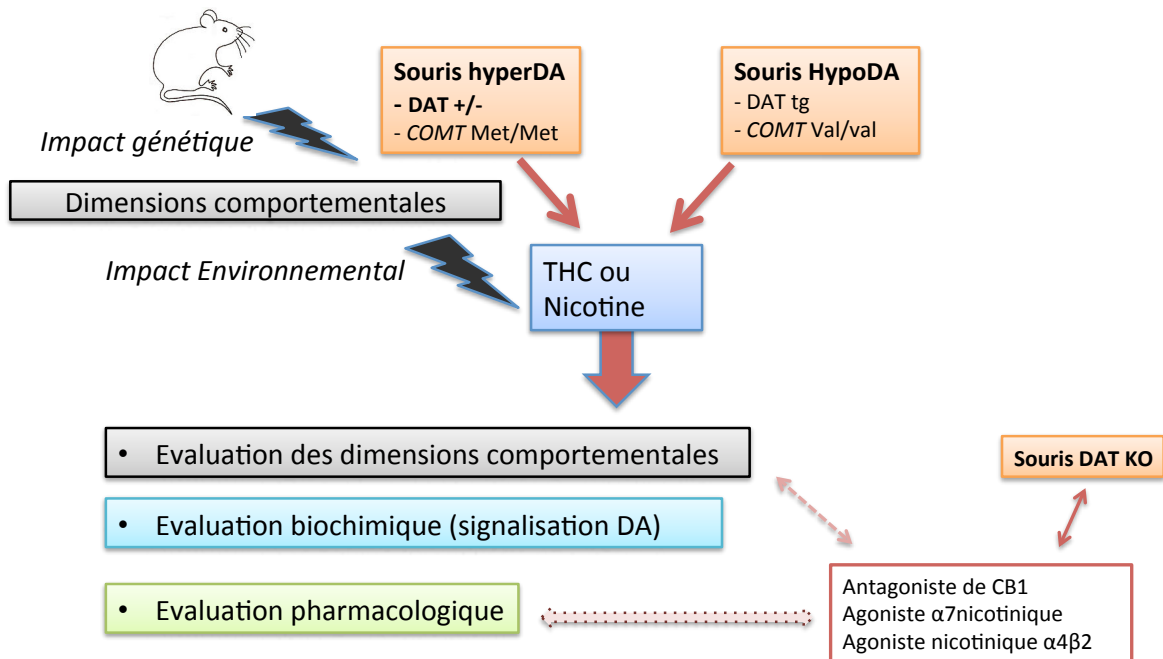 Souris hyperDA
- DAT +/-
- COMT Met/Met
Souris HypoDA
- DAT tg
- COMT Val/val
Impact génétique
Dimensions comportementales
Impact Environnemental
THC ou
Nicotine
• Evaluation des dimensions comportementales
Souris DAT KO
• Evaluation biochimique (signalisation DA)
• Evaluation pharmacologique
Antagoniste de CB1
Agoniste α7nicotinique
Agoniste nicotinique α4β2